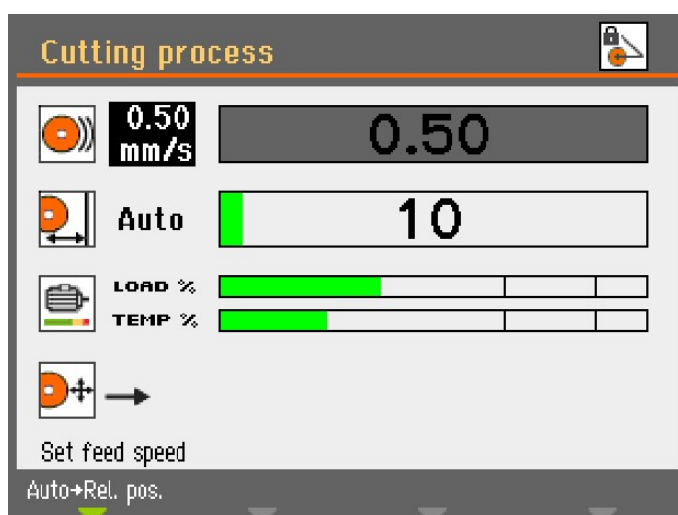 Cutting process
0.50
mm/s
0.50
Auto
10
LOAD %
TEMP %
Set feed speed
Auto→Rel. pos.